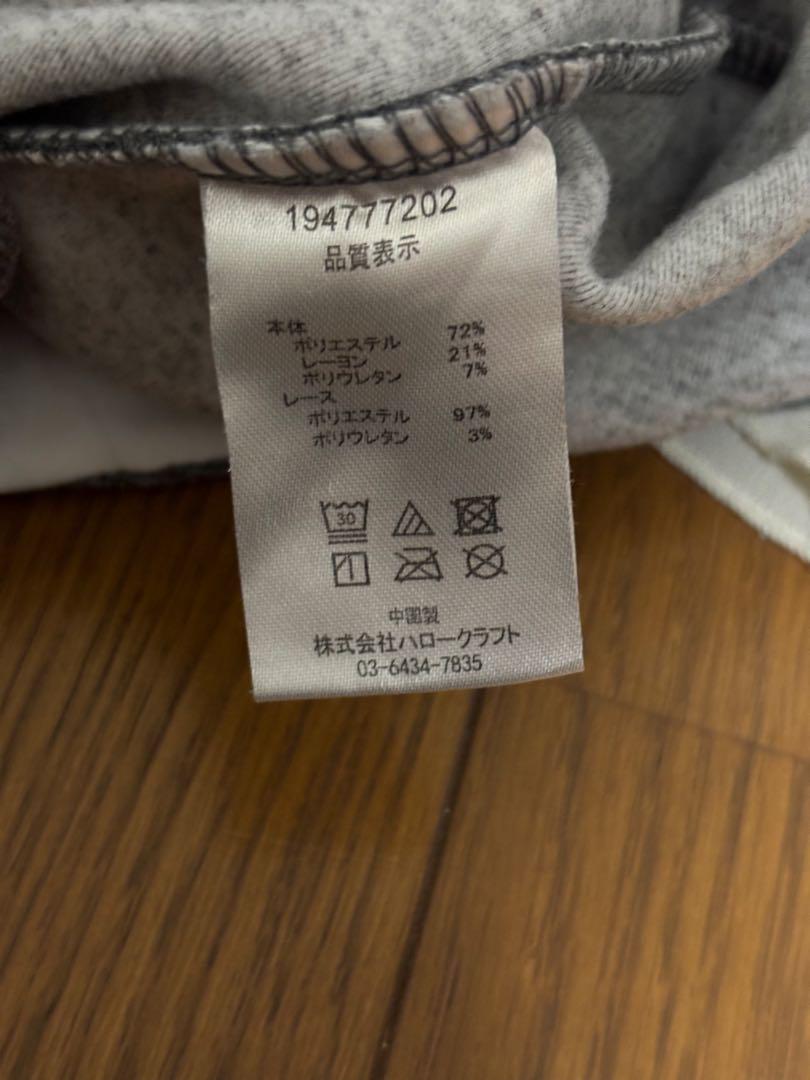 194777202
品質表示
本体
ポリエステル 72%
レーヨン 21%
ポリウレタン 7%
レース
ポリエステル 97%
ポリウレタン 3%
30
中国製
株式会社ハロークラフト
03-6434-7835